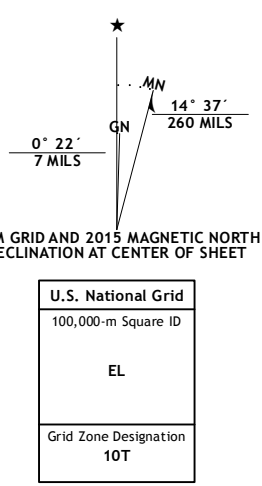 ★
MN
GN
14° 37´
260 MILS
0° 22´
7 MILS
M GRID AND 2015 MAGNETIC NORTH
ECLINATION AT CENTER OF SHEET
U.S. National Grid
100,000-m Square ID
EL
Grid Zone Designation
10T